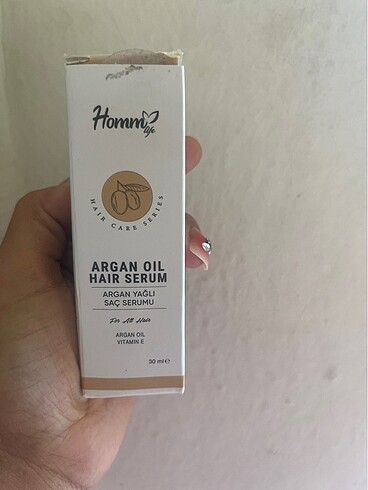 Hommy
life
HAIR CARE SERIES
ARGAN OIL
HAIR SERUM
ARGAN YAĞLI
SAÇ SERUMU
For All Hair
ARGAN OIL
VITAMIN E
30 ml ℮